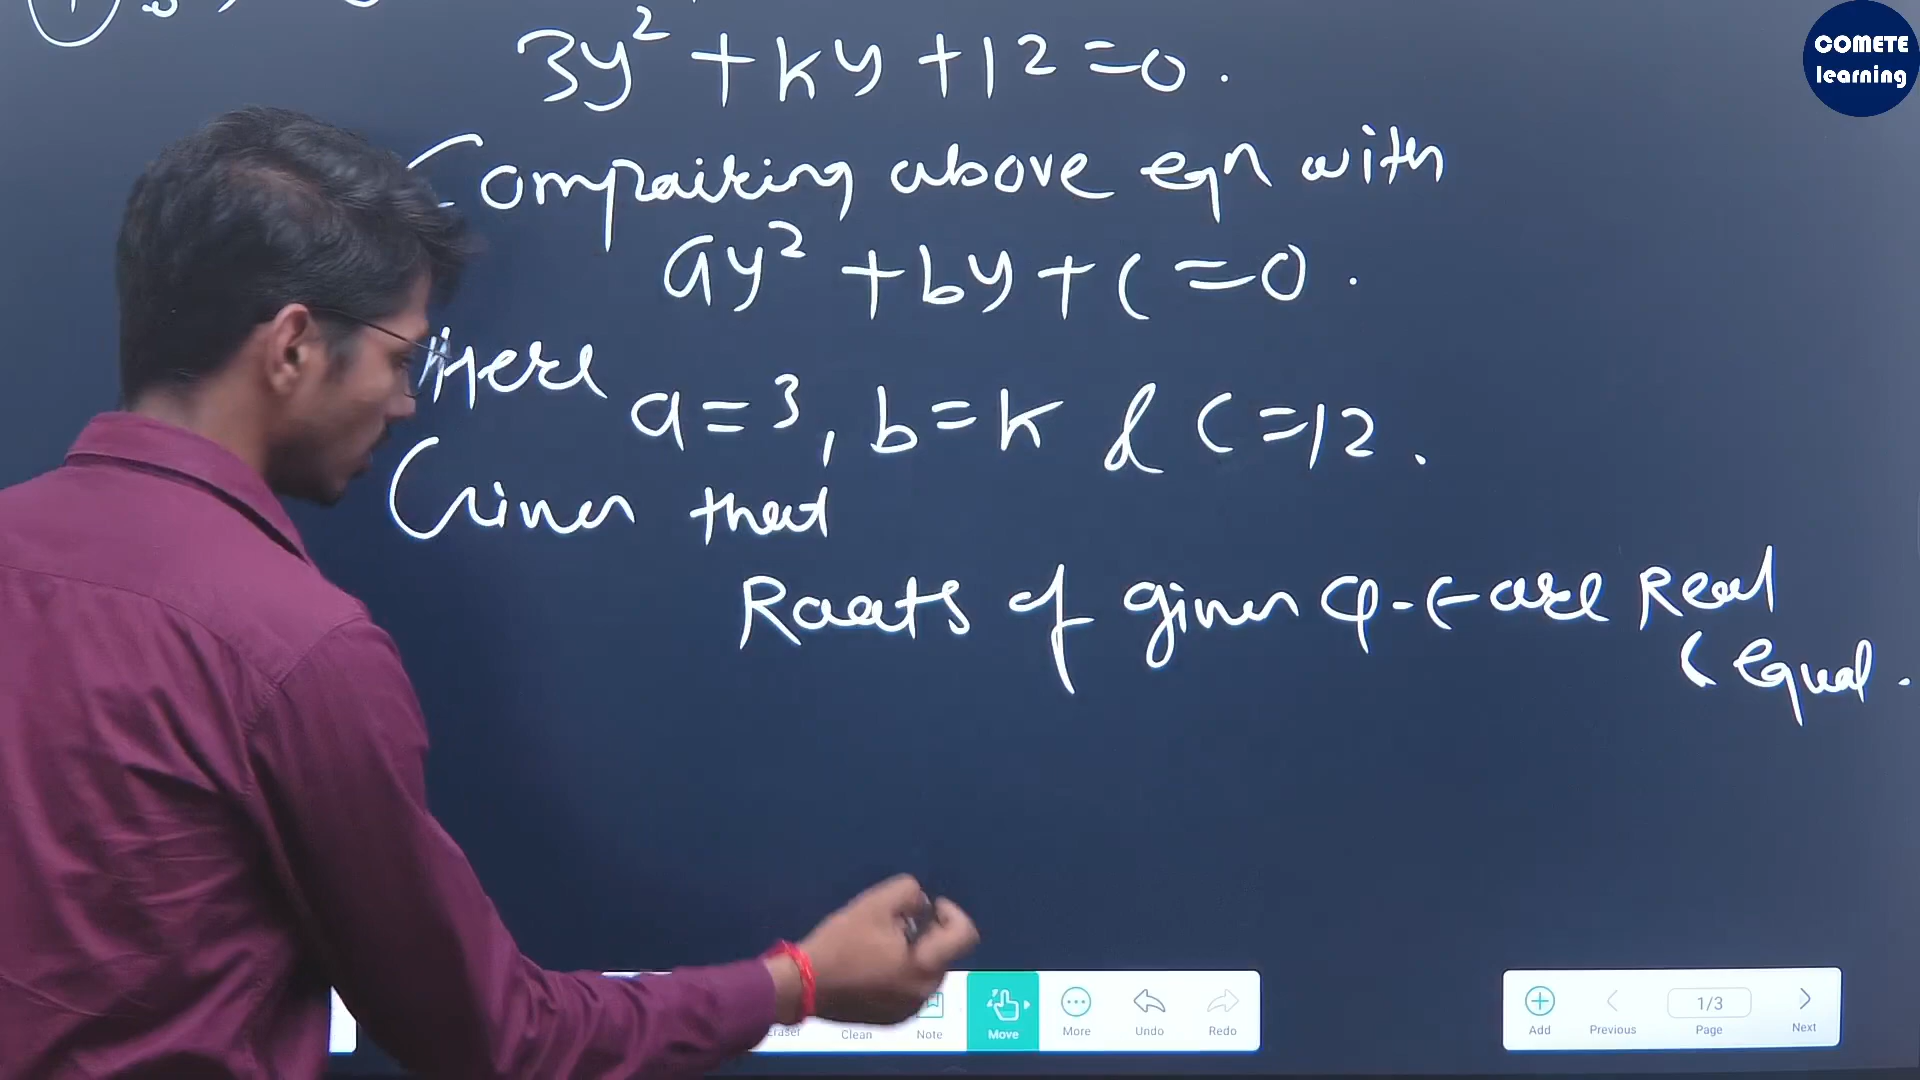 COMETE
learning
3y² + ky + 12 = 0.
Compairing above eqn with
ay² + by + c = 0.
Here a = 3, b = k & c = 12.
Given that
Roots of given Q.E are Real
( equal.
Eraser
Clean
Note
Move
More
Undo
Redo
Add
Previous
1/3
Page
Next